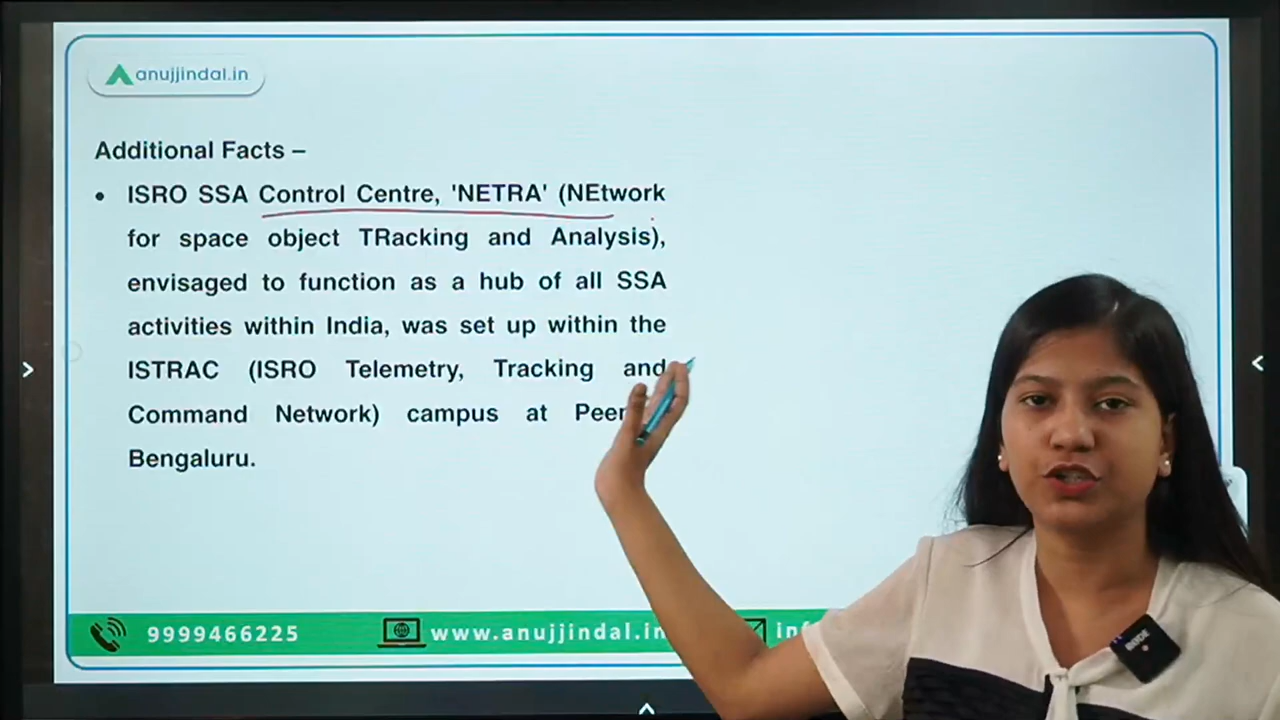 anujjindal.in
Additional Facts –
• ISRO SSA Control Centre, 'NETRA' (NEtwork
for space object TRacking and Analysis),
envisaged to function as a hub of all SSA
activities within India, was set up within the
ISTRAC (ISRO Telemetry, Tracking and
Command Network) campus at
Bengaluru.
9999466225 www.anujjindal.in